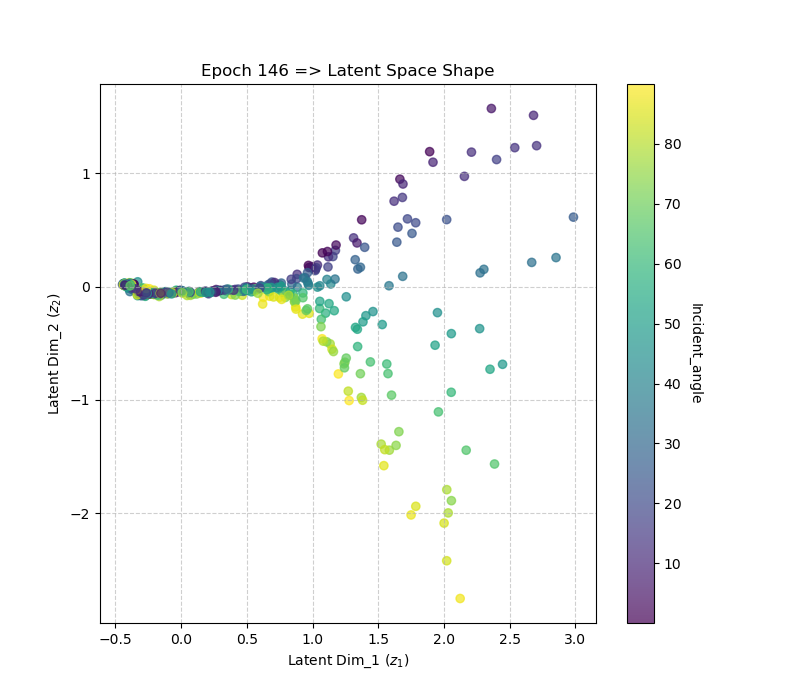 Epoch 146 => Latent Space Shape
Latent Dim_2 (z₂)
1
0
−1
−2
−0.5 0.0 0.5 1.0 1.5 2.0 2.5 3.0
Latent Dim_1 (z₁)
80
70
60
50
40
30
20
10
Incident_angle